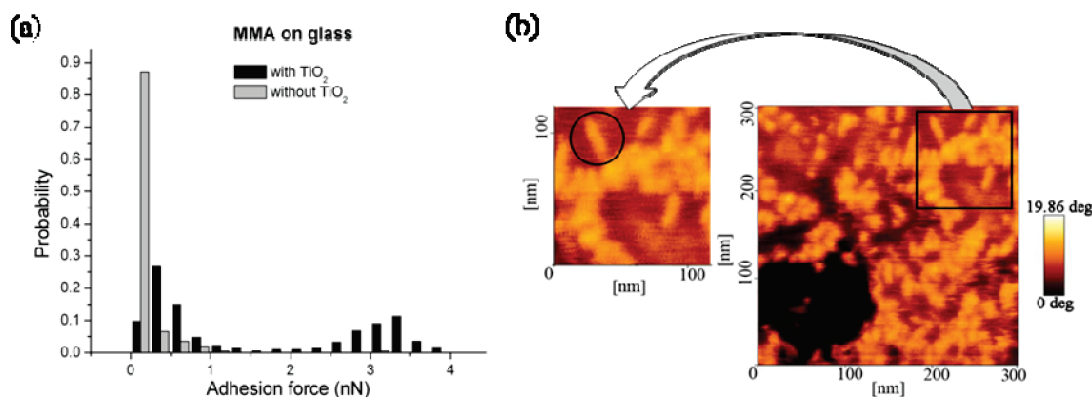 (a)
MMA on glass
with TiO₂
without TiO₂
0.9
0.8
0.7
0.6
0.5
0.4
0.3
0.2
0.1
0.0
Probability
0 1 2 3 4
Adhesion force (nN)
(b)
100
[nm]
0 100
[nm]
300
200
100
[nm]
0 100 200 300
[nm]
19.86 deg
0 deg